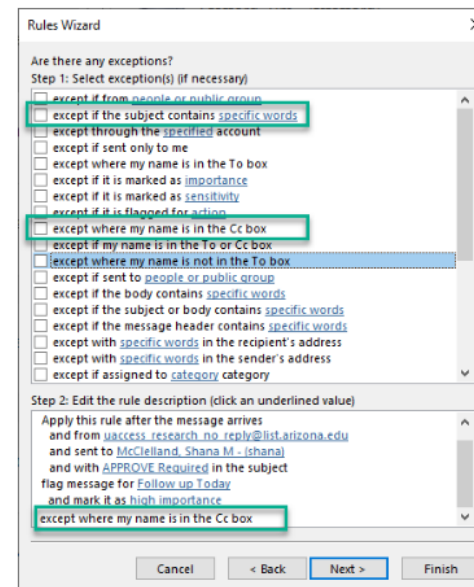 Rules Wizard
Are there any exceptions?
Step 1: Select exception(s) (if necessary)
except if from people or public group
except if the subject contains specific words
except through the specified account
except if sent only to me
except where my name is in the To box
except if it is marked as importance
except if it is marked as sensitivity
except if it is flagged for action
except where my name is in the Cc box
except if my name is in the To or Cc box
except where my name is not in the To box
except if sent to people or public group
except if the body contains specific words
except if the subject or body contains specific words
except if the message header contains specific words
except with specific words in the recipient's address
except with specific words in the sender's address
except if assigned to category category
Step 2: Edit the rule description (click an underlined value)
Apply this rule after the message arrives
and from uaccess_research_no_reply@list.arizona.edu
and sent to McClelland, Shana M - (shana)
and with APPROVE Required in the subject
flag message for Follow up Today
and mark it as high importance
except where my name is in the Cc box
Cancel < Back Next > Finish